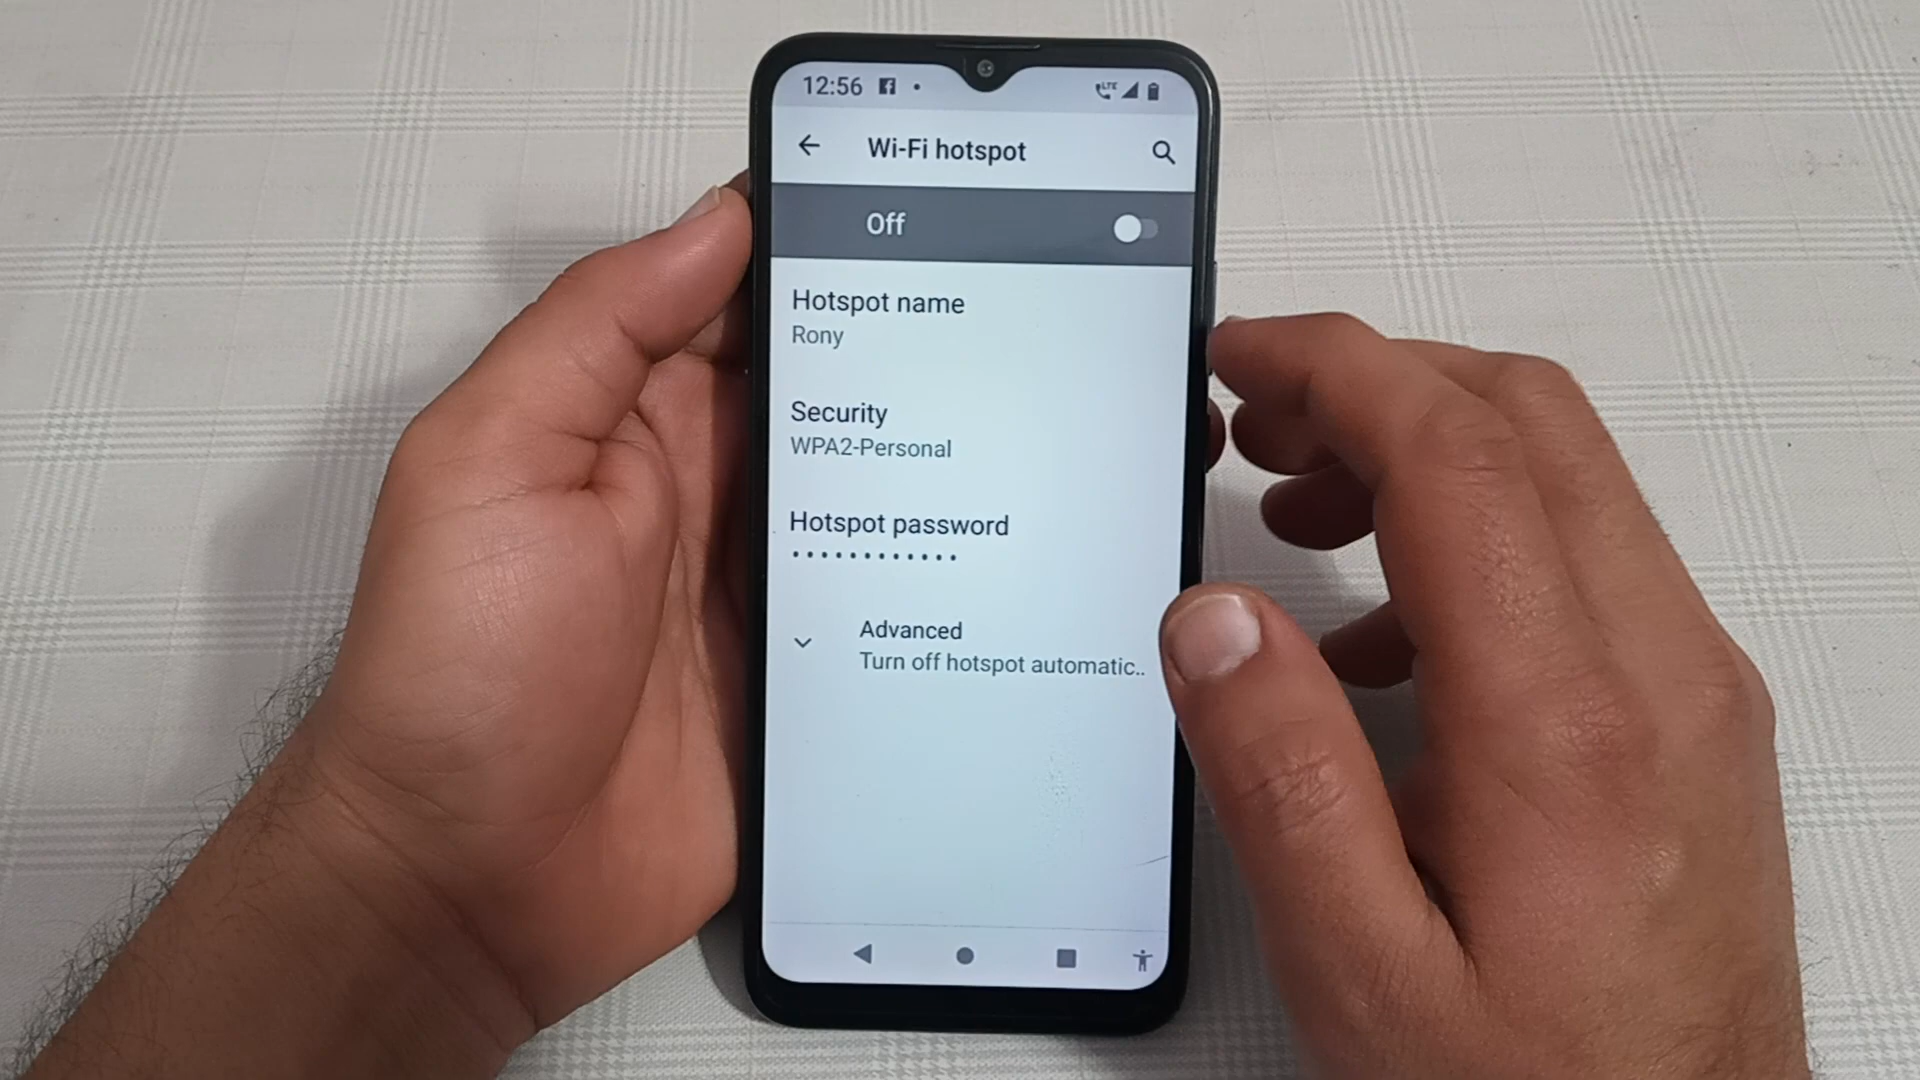 12:56
LTE
Wi-Fi hotspot
Off
Hotspot name
Rony
Security
WPA2-Personal
Hotspot password
••••••••••••
Advanced
Turn off hotspot automatic..